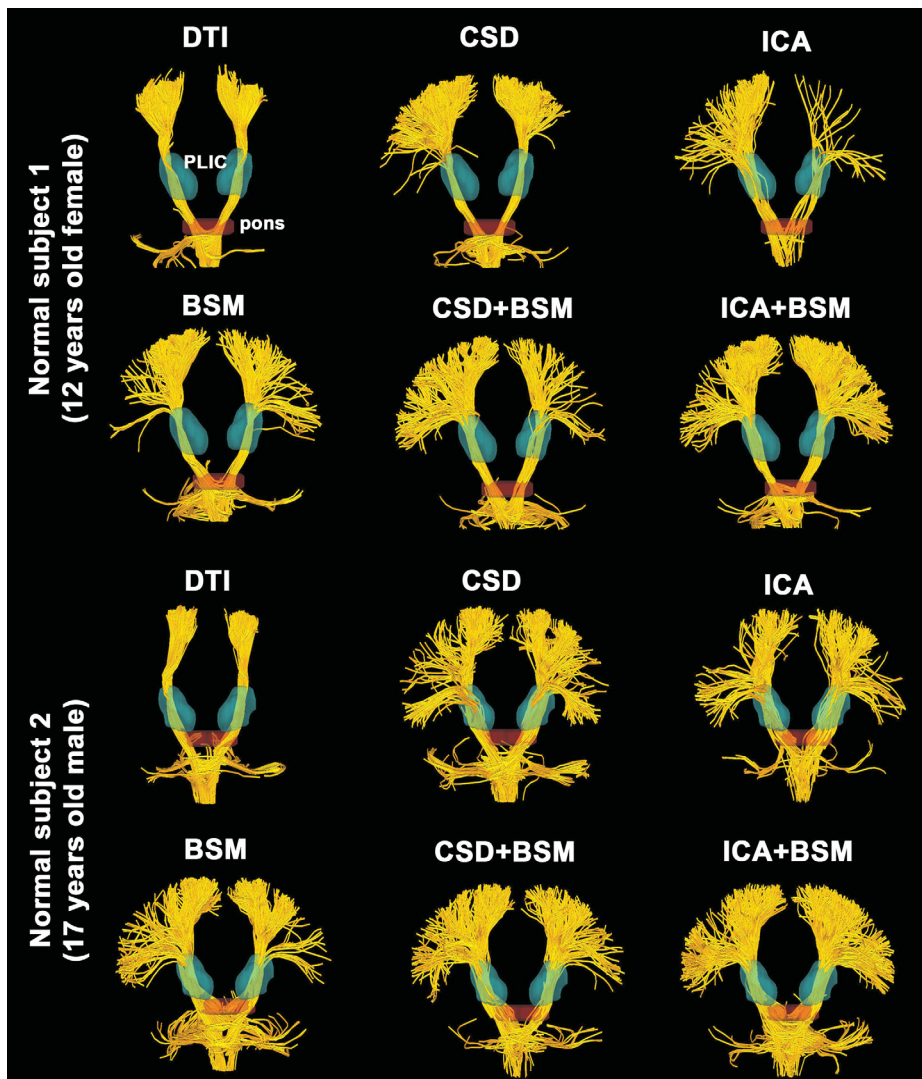 Normal subject 1
(12 years old female)
DTI
CSD
ICA
PLIC
pons
BSM
CSD+BSM
ICA+BSM
Normal subject 2
(17 years old male)
DTI
CSD
ICA
BSM
CSD+BSM
ICA+BSM